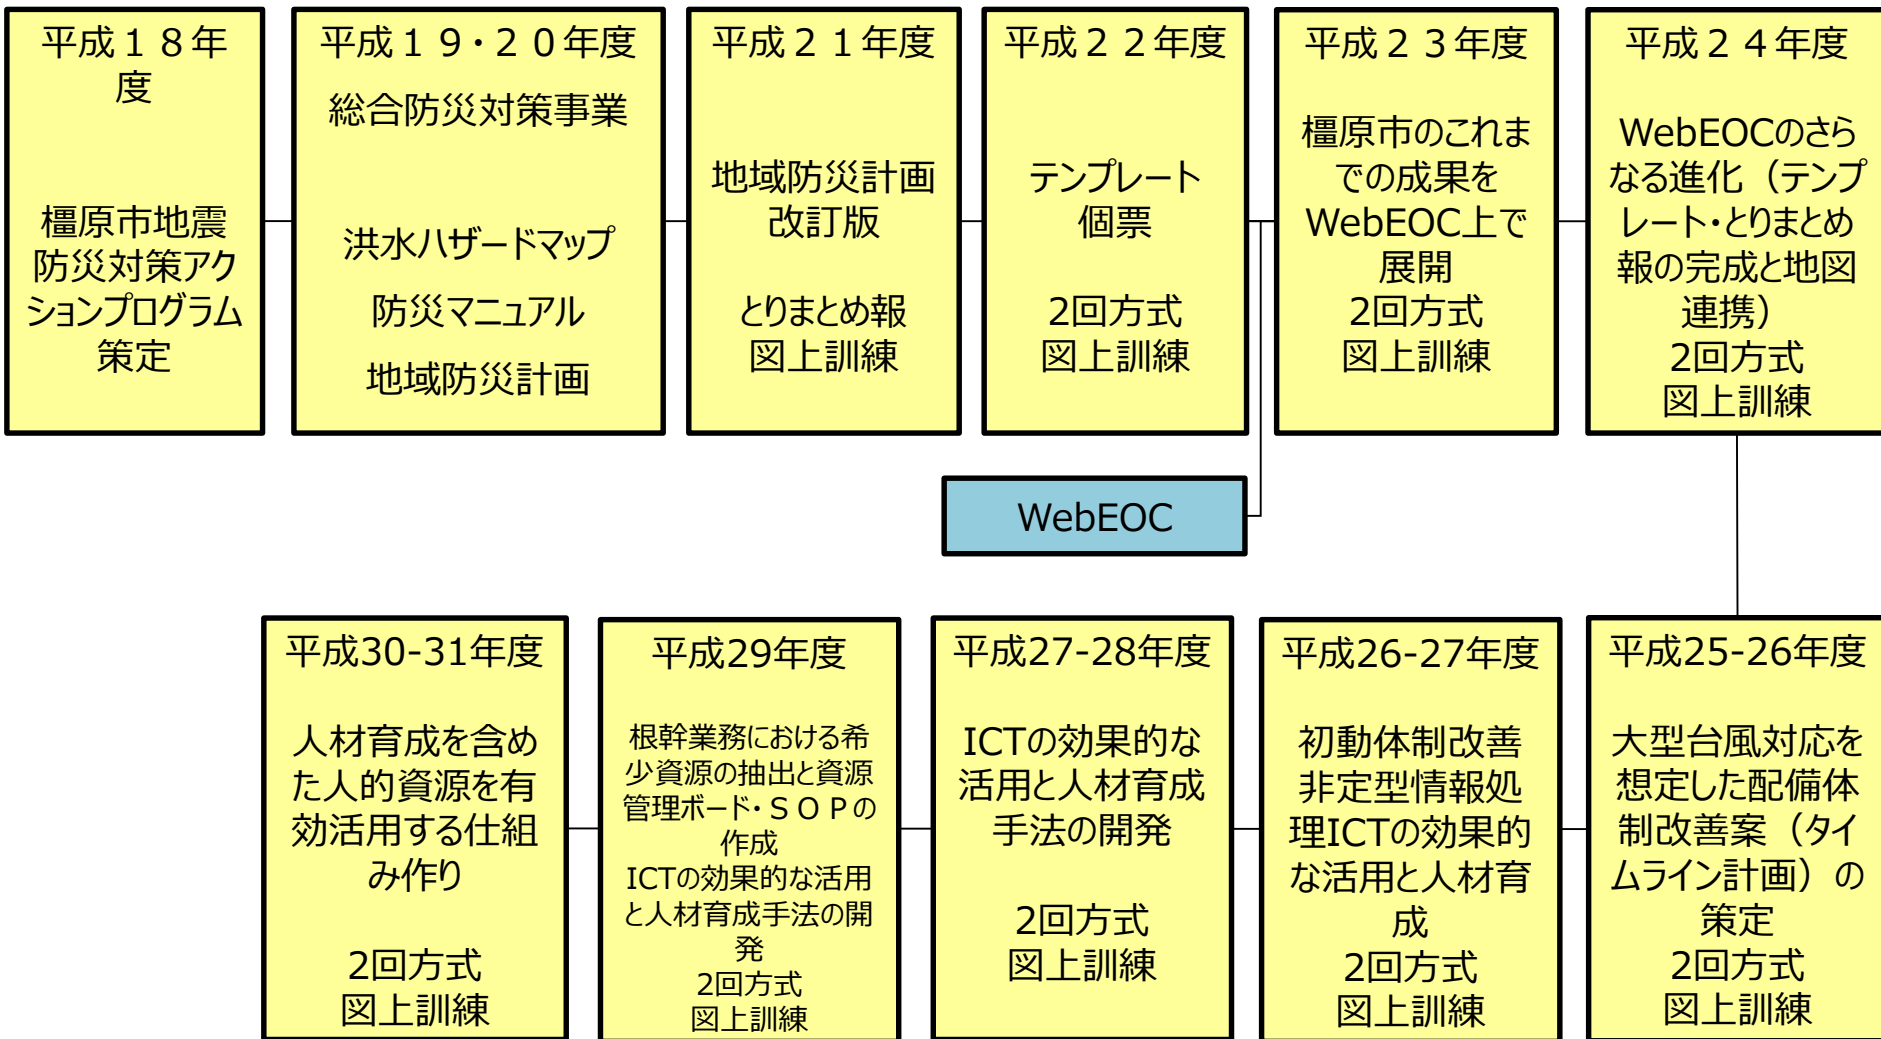 平成１８年
度
橿原市地震
防災対策アク
ションプログラム
策定
平成１９・２０年度
総合防災対策事業
洪水ハザードマップ
防災マニュアル
地域防災計画
平成２１年度
地域防災計画
改訂版
とりまとめ報
図上訓練
平成２２年度
テンプレート
個票
2回方式
図上訓練
平成２３年度
橿原市のこれま
での成果を
WebEOC上で
展開
2回方式
図上訓練
平成２４年度
WebEOCのさら
なる進化（テンプ
レート・とりまとめ
報の完成と地図
連携）
2回方式
図上訓練
WebEOC
平成25-26年度
大型台風対応を
想定した配備体
制改善案（タイ
ムライン計画）の
策定
2回方式
図上訓練
平成26-27年度
初動体制改善
非定型情報処
理ICTの効果的
な活用と人材育
成
2回方式
図上訓練
平成27-28年度
ICTの効果的な
活用と人材育成
手法の開発
2回方式
図上訓練
平成29年度
根幹業務における希
少資源の抽出と資源
管理ボード・ＳＯＰの
作成
ICTの効果的な活用
と人材育成手法の開
発
2回方式
図上訓練
平成30-31年度
人材育成を含め
た人的資源を有
効活用する仕組
み作り
2回方式
図上訓練